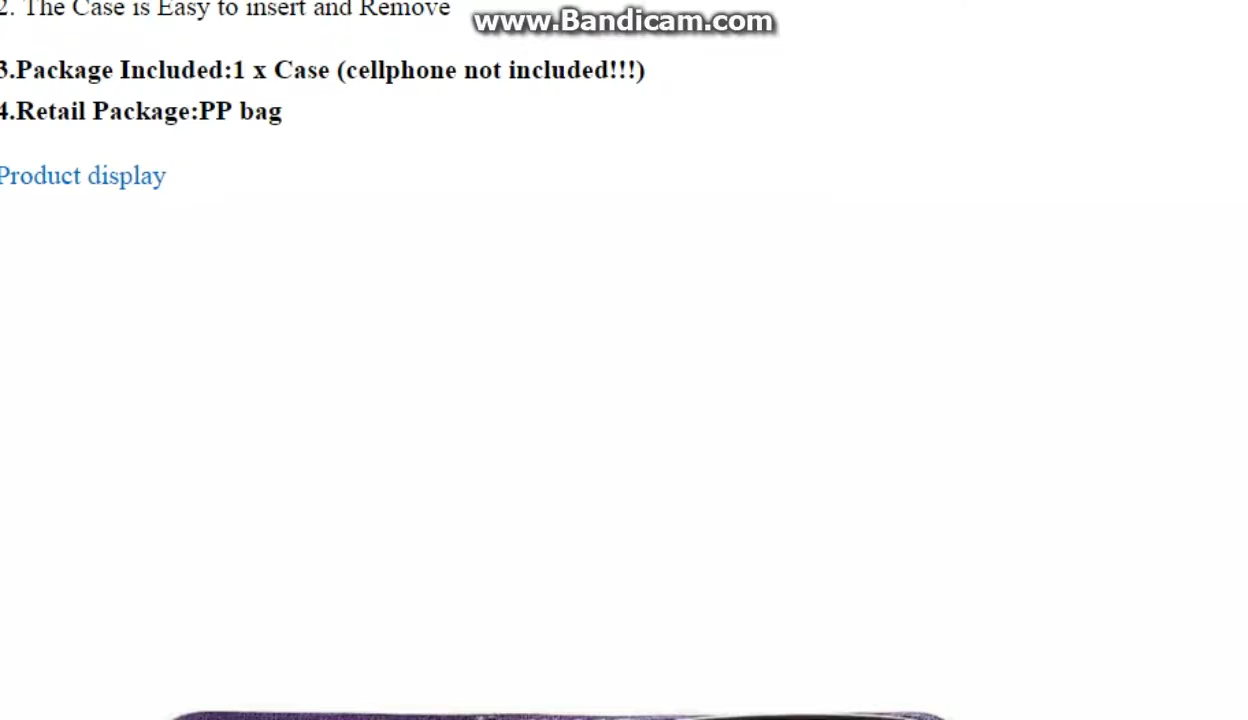 2. The Case is Easy to insert and Remove
www.Bandicam.com
3.Package Included:1 x Case (cellphone not included!!!)
4.Retail Package:PP bag
Product display